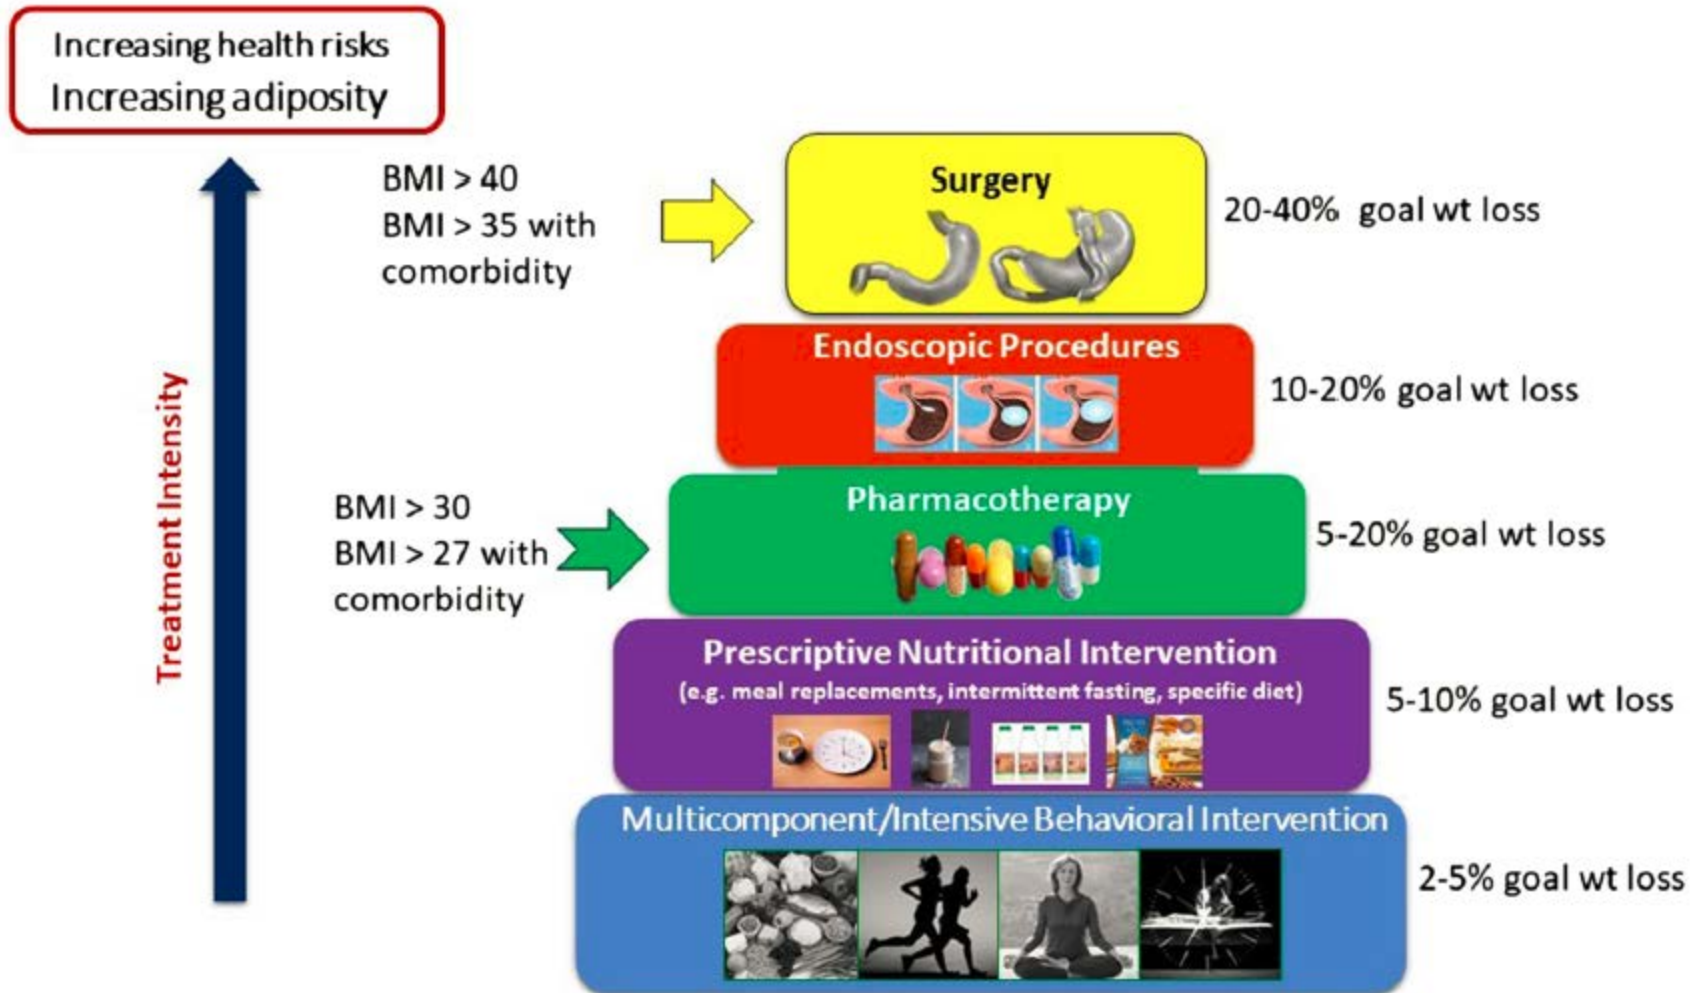 Increasing health risks
Increasing adiposity
Treatment Intensity
BMI > 40
BMI > 35 with
comorbidity
Surgery
20-40% goal wt loss
Endoscopic Procedures
10-20% goal wt loss
BMI > 30
BMI > 27 with
comorbidity
Pharmacotherapy
5-20% goal wt loss
Prescriptive Nutritional Intervention
(e.g. meal replacements, intermittent fasting, specific diet)
5-10% goal wt loss
Multicomponent/Intensive Behavioral Intervention
2-5% goal wt loss